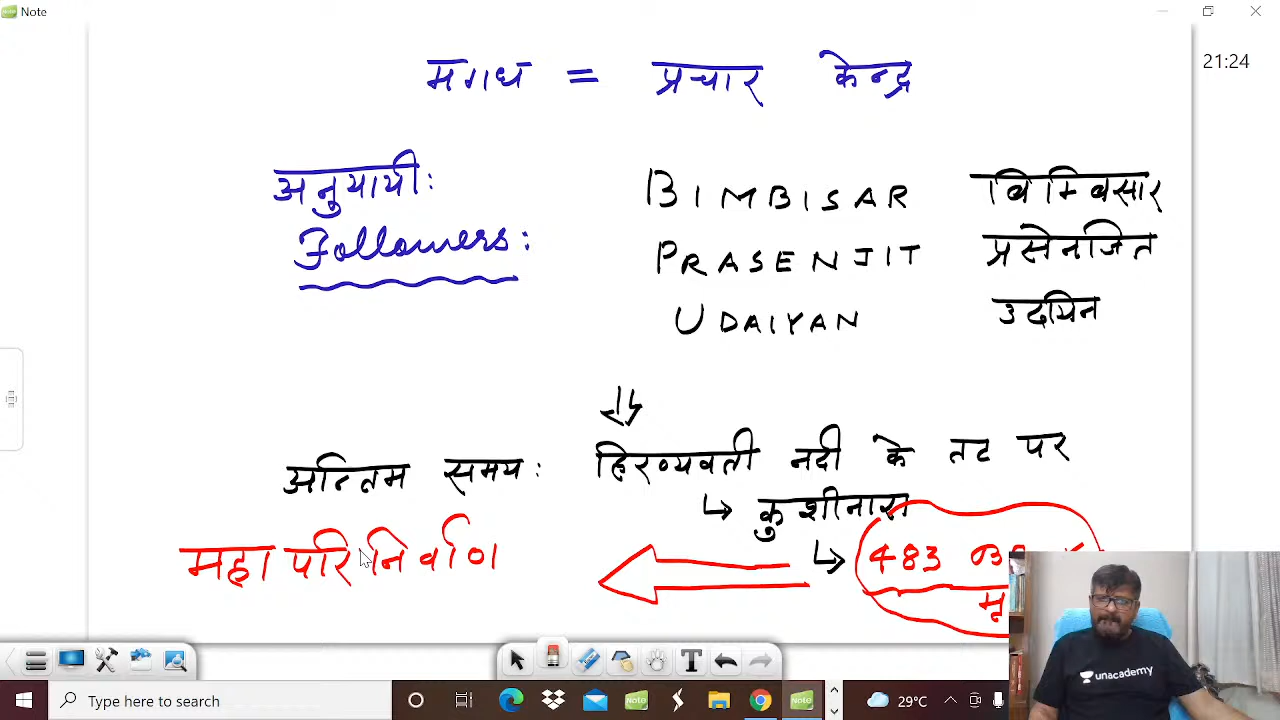 Note
21:24
मगध = प्रचार केन्द्र
अनुयायी:
Followers:
BIMBISAR बिम्बिसार
PRASENJIT प्रसेनजित
UDAIYAN उदयिन
अन्तिम समय: हिरण्यवती नदी के तट पर
↳ कुशीनारा
↳ 483
महापरिनिर्वाण
unacademy
Type here to search
29°C